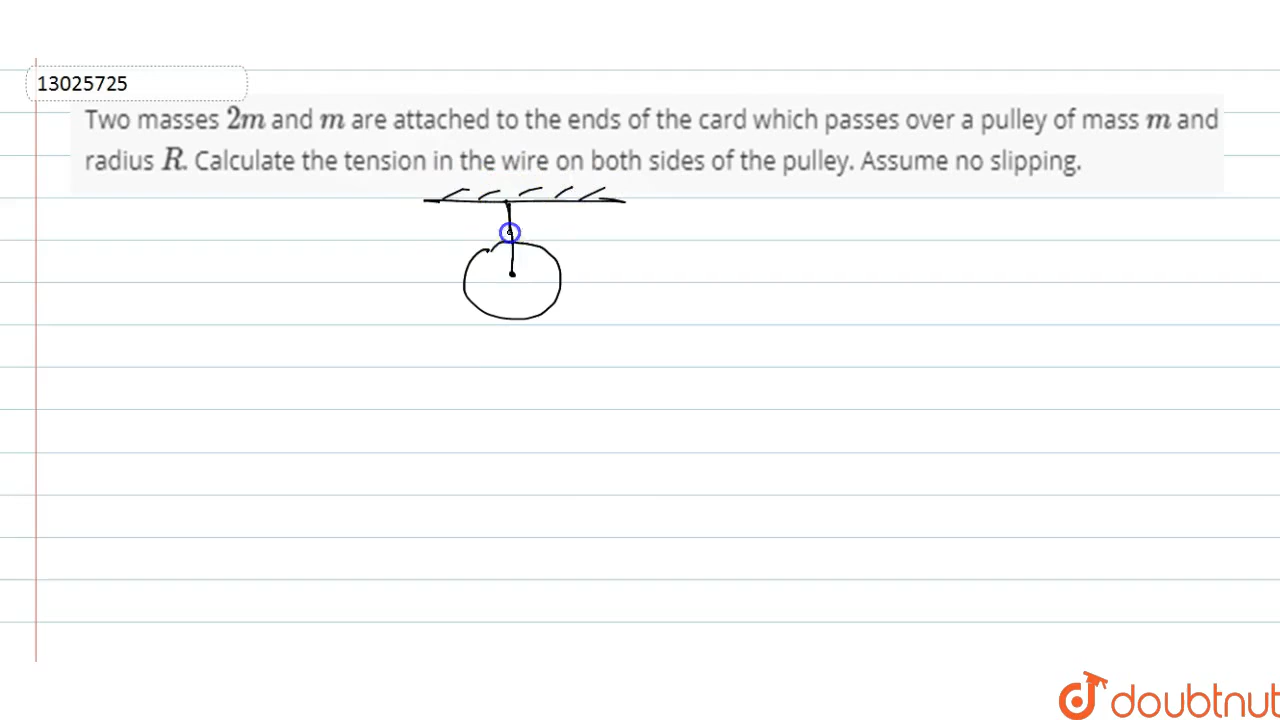 13025725
Two masses 2m and m are attached to the ends of the card which passes over a pulley of mass m and
radius R. Calculate the tension in the wire on both sides of the pulley. Assume no slipping.
doubtnut